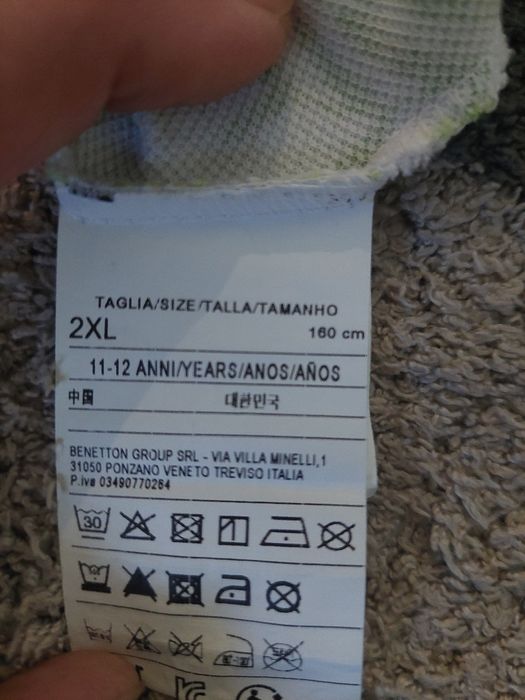 TAGLIA/SIZE/TALLA/TAMANHO
2XL 160 cm
11-12 ANNI/YEARS/ANOS/AÑOS
中国 대한민국
BENETTON GROUP SRL - VIA VILLA MINELLI,1
31050 PONZANO VENETO TREVISO ITALIA
P.iva 03490770264
30